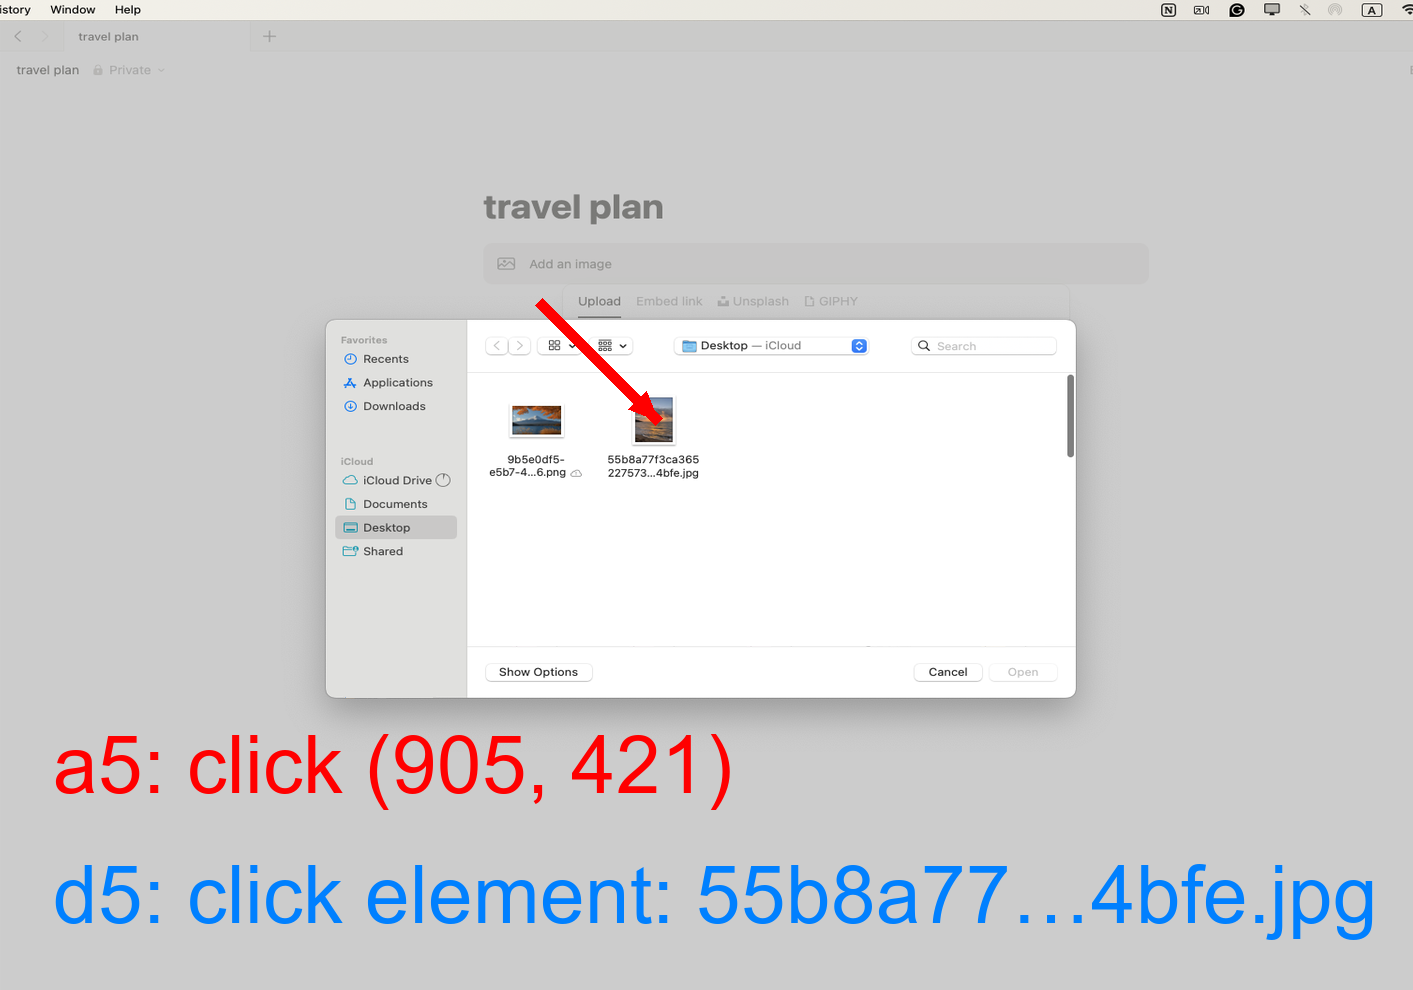 istory Window Help
A
travel plan
travel plan Private
travel plan
Add an image
Upload Embed link Unsplash GIPHY
Favorites
Recents
Applications
Downloads
iCloud
iCloud Drive
Documents
Desktop
Shared
Desktop — iCloud
Search
9b5e0df5-
e5b7-4...6.png
55b8a77f3ca365
227573...4bfe.jpg
Show Options
Cancel
Open
a5: click (905, 421)
d5: click element: 55b8a77...4bfe.jpg